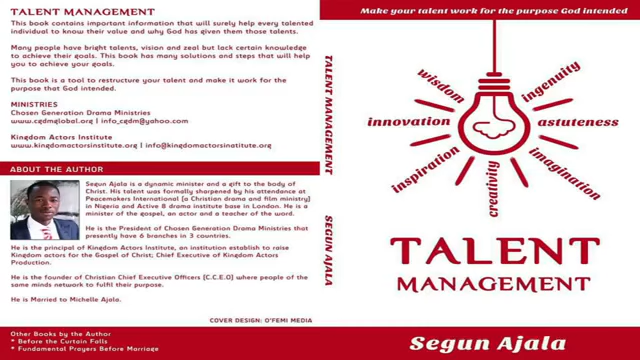 TALENT MANAGEMENT
This book contains important information that will surely help every talented
individual to know their value and why God has given them those talents.
Many people have bright talents, vision and zeal but lack certain knowledge
to achieve their goals. This book has many solutions and steps that will help
you to achieve your goals.
This book is a tool to restructure your talent and make it work for the
purpose that God intended.
MINISTRIES
Chosen Generation Drama Ministries
www.cgdmglobal.org | info_cgdm@yahoo.com
Kingdom Actors Institute
www.kingdomactorsinstitute.org | info@kingdomactorsinatitute.org
ABOUT THE AUTHOR
Segun Ajala is a dynamic minister and a gift to the body of
Christ. His talent was formally sharpened by his attendance at
Peacemakers International [a Christian drama and film ministry]
in Nigeria and Active 8 drama institute base in London. He is a
minister of the gospel, an actor and a teacher of the word.
He is the President of Chosen Generation Drama Ministries that
presently have 6 branches in 3 countries.
He is the principal of Kingdom Actors Institute, an institution establish to raise
Kingdom actors for the Gospel of Christ; Chief Executive of Kingdom Actors
Production.
He is the founder of Christian Chief Executive Officers [C.C.E.O] where people of the
same minds network to fulfil their purpose.
He is Married to Michelle Ajala.
COVER DESIGN: O'FEMI MEDIA
Other Books by the Author
* Before the Curtain Falls
* Fundamental Prayers Before Marriage
TALENT MANAGEMENT
SEGUN AJALA
Make your talent work for the purpose God intended
wisdom
ingenuity
innovation
astuteness
inspiration
creativity
imagination
TALENT
MANAGEMENT
Segun Ajala